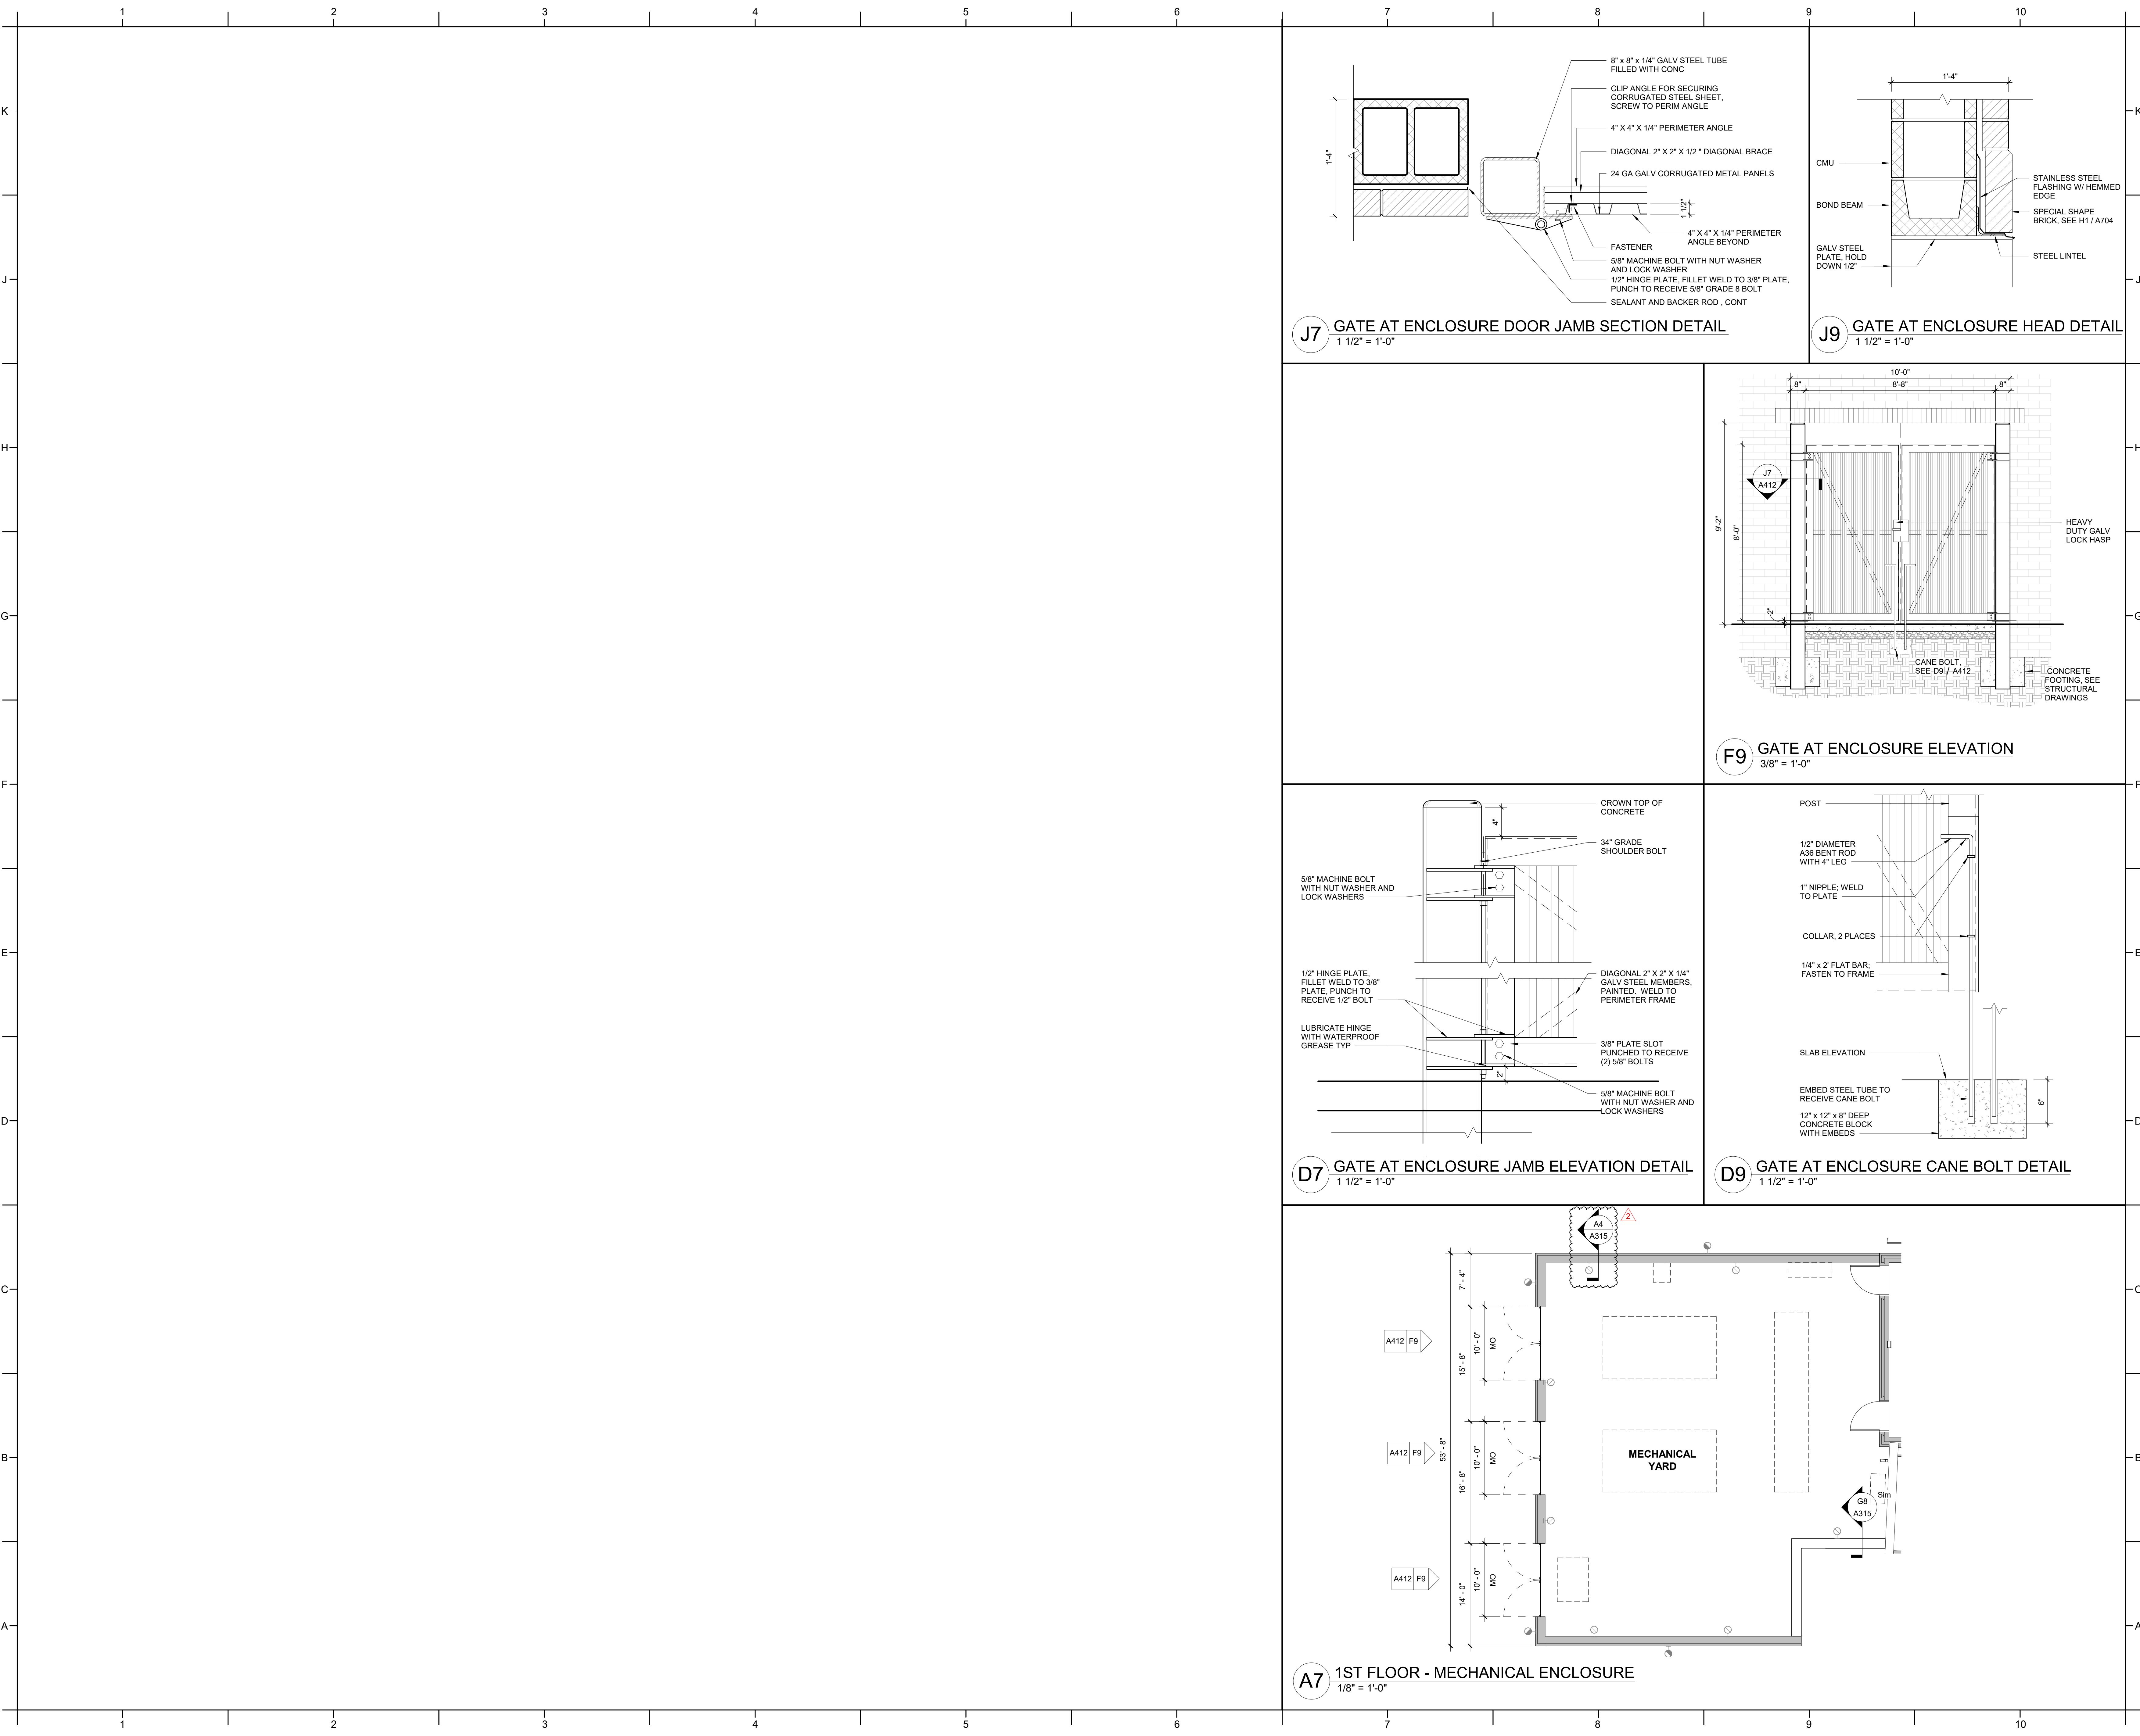 1 2 3 4 5 6 7 8 9 10
K
J
H
G
F
E
D
C
B
A
1'-4"
1'-4"
8" x 8" x 1/4" GALV STEEL TUBE
FILLED WITH CONC
CLIP ANGLE FOR SECURING
CORRUGATED STEEL SHEET,
SCREW TO PERIM ANGLE
4" X 4" X 1/4" PERIMETER ANGLE
DIAGONAL 2" X 2" X 1/2 " DIAGONAL BRACE
24 GA GALV CORRUGATED METAL PANELS
1 1/2"
4" X 4" X 1/4" PERIMETER
ANGLE BEYOND
FASTENER
5/8" MACHINE BOLT WITH NUT WASHER
AND LOCK WASHER
1/2" HINGE PLATE, FILLET WELD TO 3/8" PLATE,
PUNCH TO RECEIVE 5/8" GRADE 8 BOLT
SEALANT AND BACKER ROD , CONT
J7 GATE AT ENCLOSURE DOOR JAMB SECTION DETAIL
1 1/2" = 1'-0"
CMU
BOND BEAM
GALV STEEL
PLATE, HOLD
DOWN 1/2"
STAINLESS STEEL
FLASHING W/ HEMMED
EDGE
SPECIAL SHAPE
BRICK, SEE H1 / A704
STEEL LINTEL
J9 GATE AT ENCLOSURE HEAD DETAIL
1 1/2" = 1'-0"
10'-0"
8" 8'-8" 8"
J7
A412
9'-2"
8'-0"
2"
HEAVY
DUTY GALV
LOCK HASP
CANE BOLT,
SEE D9 / A412
CONCRETE
FOOTING, SEE
STRUCTURAL
DRAWINGS
F9 GATE AT ENCLOSURE ELEVATION
3/8" = 1'-0"
CROWN TOP OF
CONCRETE
4"
34" GRADE
SHOULDER BOLT
5/8" MACHINE BOLT
WITH NUT WASHER AND
LOCK WASHERS
1/2" HINGE PLATE,
FILLET WELD TO 3/8"
PLATE, PUNCH TO
RECEIVE 1/2" BOLT
LUBRICATE HINGE
WITH WATERPROOF
GREASE TYP
DIAGONAL 2" X 2" X 1/4"
GALV STEEL MEMBERS,
PAINTED. WELD TO
PERIMETER FRAME
3/8" PLATE SLOT
PUNCHED TO RECEIVE
(2) 5/8" BOLTS
2"
5/8" MACHINE BOLT
WITH NUT WASHER AND
LOCK WASHERS
D7 GATE AT ENCLOSURE JAMB ELEVATION DETAIL
1 1/2" = 1'-0"
POST
1/2" DIAMETER
A36 BENT ROD
WITH 4" LEG
1" NIPPLE; WELD
TO PLATE
COLLAR, 2 PLACES
1/4" x 2' FLAT BAR;
FASTEN TO FRAME
SLAB ELEVATION
EMBED STEEL TUBE TO
RECEIVE CANE BOLT
12" x 12" x 8" DEEP
CONCRETE BLOCK
WITH EMBEDS
6"
D9 GATE AT ENCLOSURE CANE BOLT DETAIL
1 1/2" = 1'-0"
A4
A315
2
7' - 4"
A412 F9
10' - 0"
MO
15' - 8"
53' - 8"
A412 F9
10' - 0"
MO
16' - 8"
MECHANICAL
YARD
Sim
G8
A315
A412 F9
10' - 0"
MO
14' - 0"
A7 1ST FLOOR - MECHANICAL ENCLOSURE
1/8" = 1'-0"
1 2 3 4 5 6 7 8 9 10
K
J
H
G
F
E
D
C
B
A